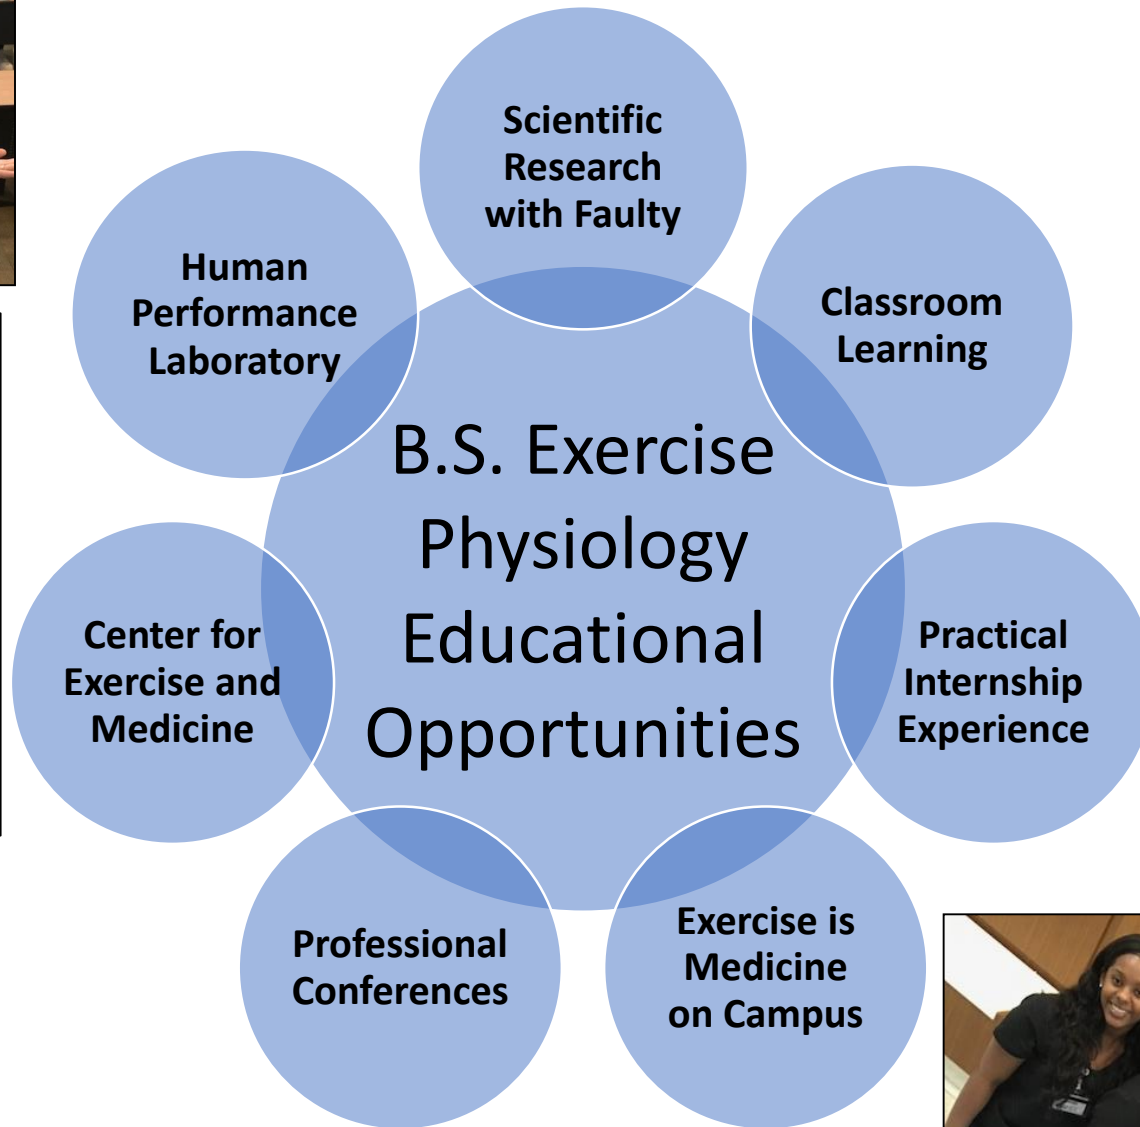 Scientific
Research
with Faulty
Classroom
Learning
Practical
Internship
Experience
Exercise is
Medicine
on Campus
Professional
Conferences
Center for
Exercise and
Medicine
Human
Performance
Laboratory
B.S. Exercise
Physiology
Educational
Opportunities